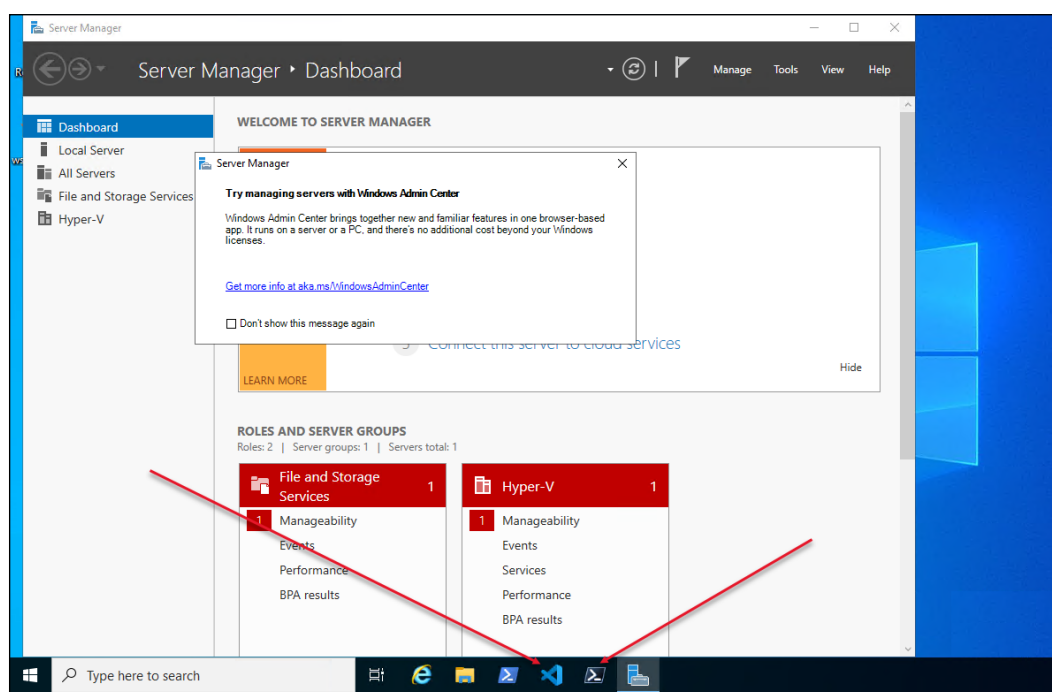 Server Manager
Server Manager • Dashboard
Manage Tools View Help
Dashboard
Local Server
All Servers
File and Storage Services
Hyper-V
WELCOME TO SERVER MANAGER
Server Manager
Try managing servers with Windows Admin Center
Windows Admin Center brings together new and familiar features in one browser-based
app. It runs on a server or a PC, and there's no additional cost beyond your Windows
licenses.
Get more info at aka.ms/WindowsAdminCenter
Don't show this message again
5 Connect this server to cloud services
Hide
LEARN MORE
ROLES AND SERVER GROUPS
Roles: 2 | Server groups: 1 | Servers total: 1
File and Storage
Services 1
1 Manageability
Events
Performance
BPA results
Hyper-V 1
1 Manageability
Events
Services
Performance
BPA results
Type here to search